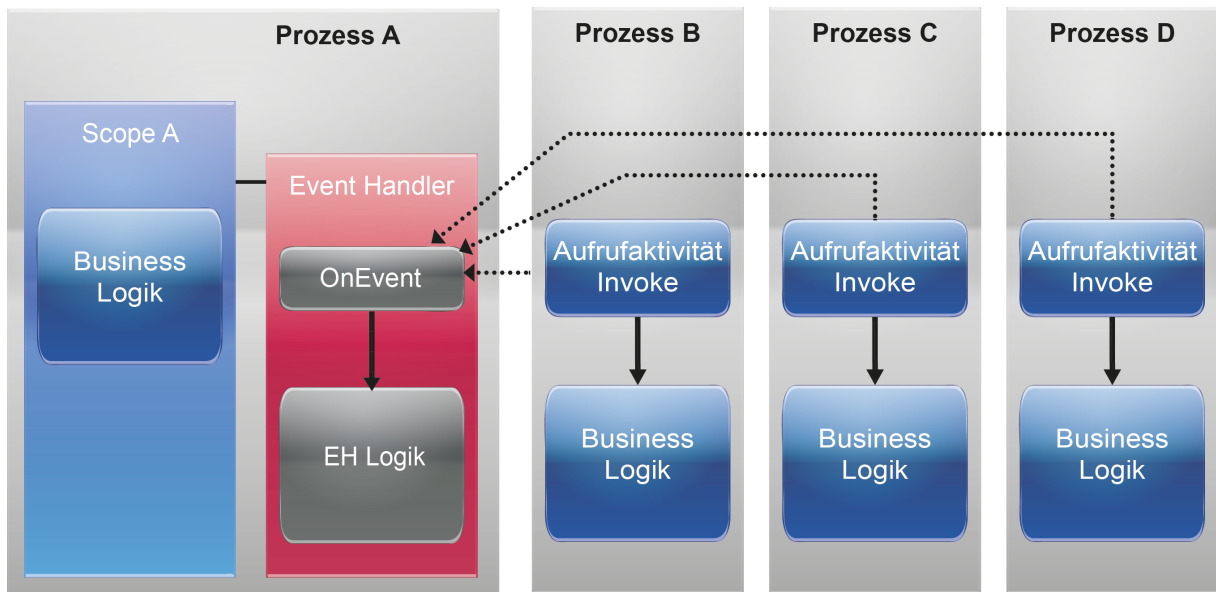 Prozess A
Scope A
Business
Logik
Event Handler
OnEvent
EH Logik
Prozess B
Aufrufaktivität
Invoke
Business
Logik
Prozess C
Aufrufaktivität
Invoke
Business
Logik
Prozess D
Aufrufaktivität
Invoke
Business
Logik